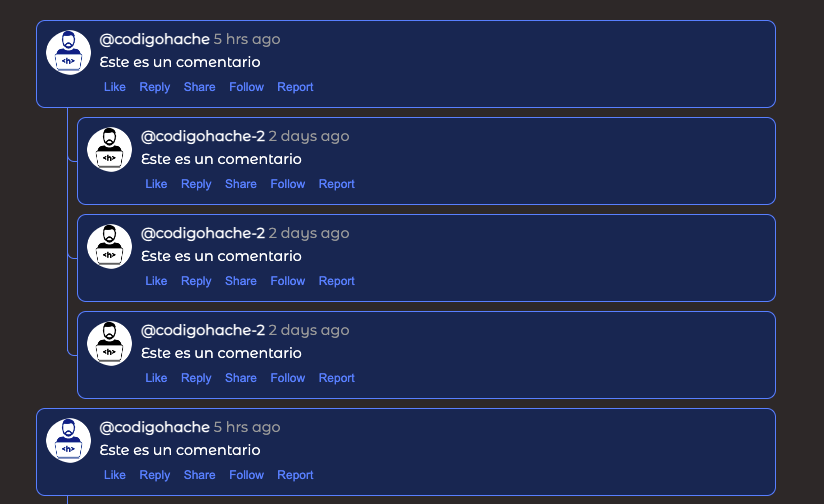 @codigohache 5 hrs ago
Este es un comentario
Like Reply Share Follow Report
<h>
@codigohache-2 2 days ago
Este es un comentario
Like Reply Share Follow Report
<h>
@codigohache-2 2 days ago
Este es un comentario
Like Reply Share Follow Report
<h>
@codigohache-2 2 days ago
Este es un comentario
Like Reply Share Follow Report
<h>
@codigohache 5 hrs ago
Este es un comentario
Like Reply Share Follow Report
<h>